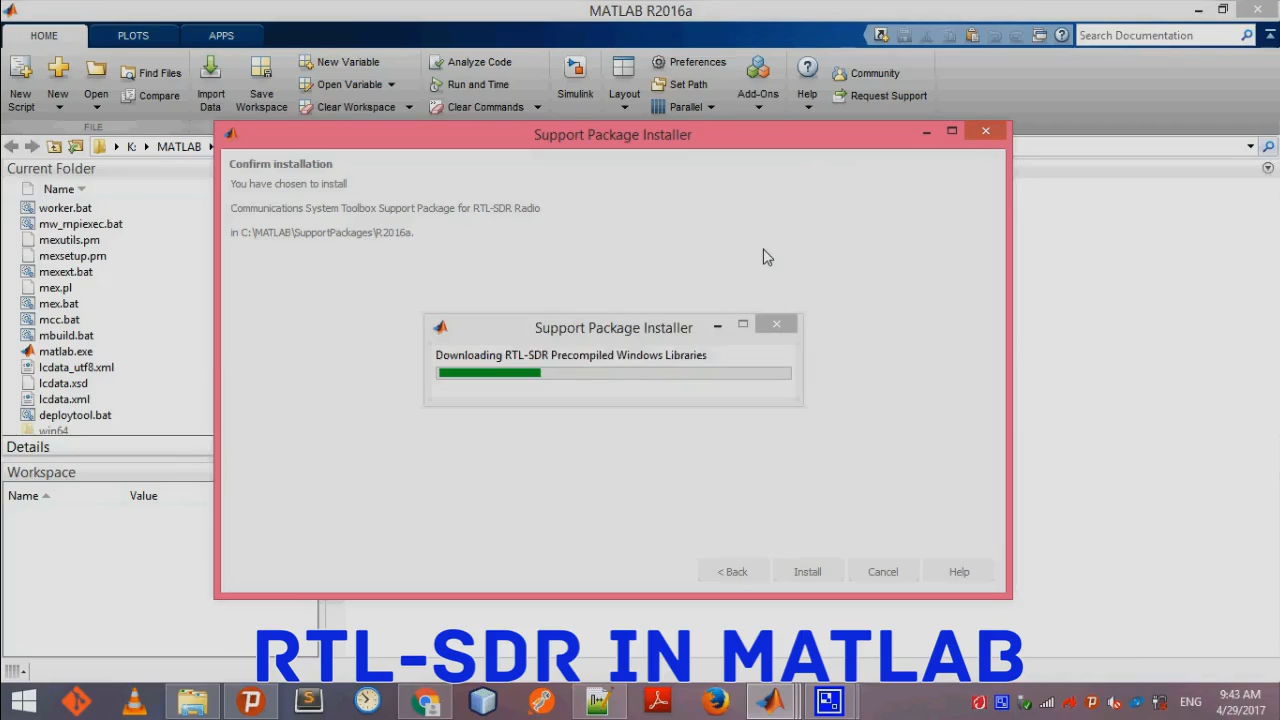 MATLAB R2016a
HOME
PLOTS
APPS
Search Documentation
New Script
New
Open
Find Files
Compare
Import Data
Save Workspace
New Variable
Open Variable
Clear Workspace
Analyze Code
Run and Time
Clear Commands
Simulink
Layout
Preferences
Set Path
Parallel
Add-Ons
Help
Community
Request Support
FILE
K:
MATLAB
Current Folder
Name
worker.bat
mw_mpiexec.bat
mexutils.pm
mexsetup.pm
mexext.bat
mex.pl
mex.bat
mcc.bat
mbuild.bat
matlab.exe
lcdata_utf8.xml
lcdata.xsd
lcdata.xml
deploytool.bat
win64
Details
Workspace
Name
Value
Support Package Installer
Confirm installation
You have chosen to install
Communications System Toolbox Support Package for RTL-SDR Radio
in C:\MATLAB\SupportPackages\R2016a.
Support Package Installer
Downloading RTL-SDR Precompiled Windows Libraries
< Back
Install
Cancel
Help
RTL-SDR IN MATLAB
ENG
9:43 AM
4/29/2017